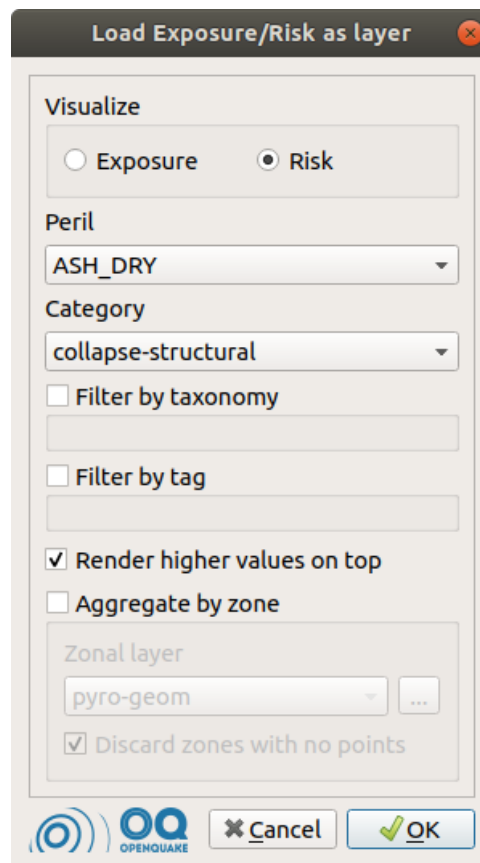 Load Exposure/Risk as layer
Visualize
Exposure Risk
Peril
ASH_DRY
Category
collapse-structural
Filter by taxonomy
Filter by tag
Render higher values on top
Aggregate by zone
Zonal layer
pyro-geom ...
Discard zones with no points
OQ
OPENQUAKE
Cancel OK